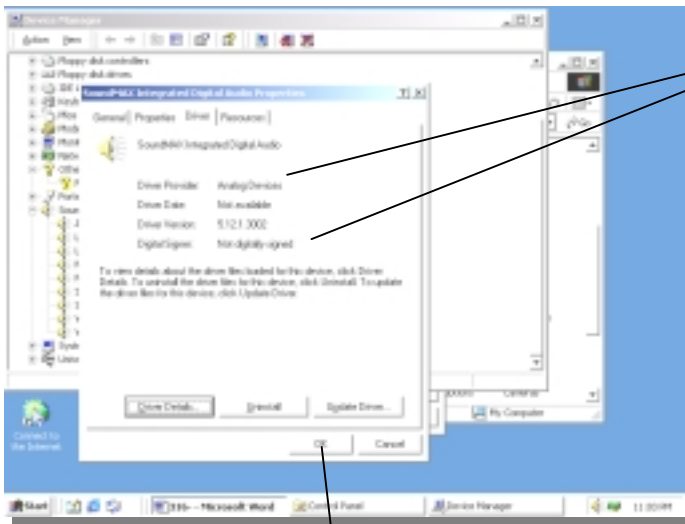 Device Manager
Action View
Floppy disk controllers
Floppy disk drives
SoundMAX Integrated Digital Audio Properties
General Properties Driver Resources
SoundMAX Integrated Digital Audio
Driver Provider: Analog Devices
Driver Date: Not available
Driver Version: 5.12.1.3002
Digital Signer: Not digitally signed
To view details about the driver files loaded for this device, click Driver
Details. To uninstall the driver files for this device, click Uninstall. To update
the driver files for this device, click Update Driver.
Driver Details... Uninstall Update Driver...
OK Cancel
My Computer
Connect to
the Internet
Start Microsoft Word Control Panel Device Manager